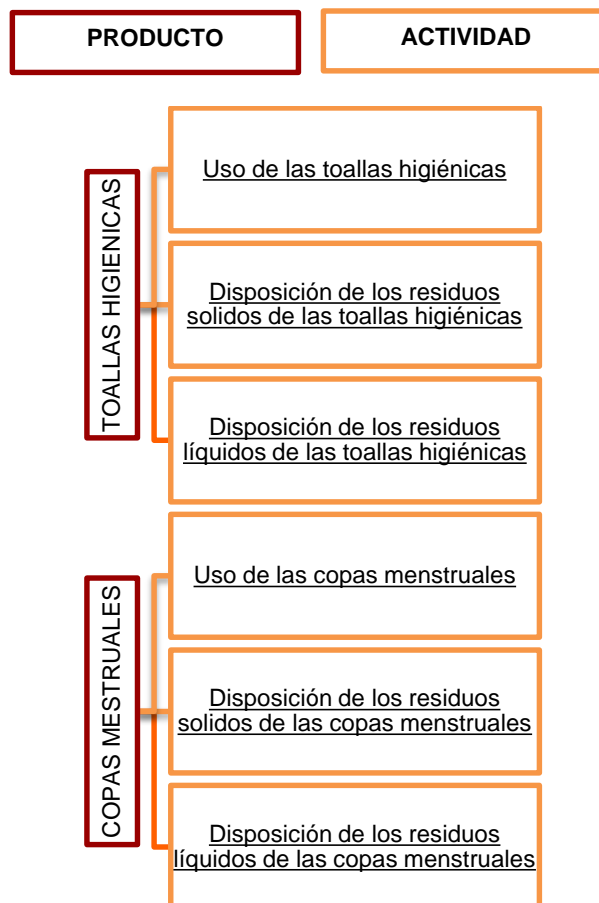 PRODUCTO
ACTIVIDAD
TOALLAS HIGIENICAS
Uso de las toallas higiénicas
Disposición de los residuos
solidos de las toallas higiénicas
Disposición de los residuos
líquidos de las toallas higiénicas
COPAS MESTRUALES
Uso de las copas menstruales
Disposición de los residuos
solidos de las copas menstruales
Disposición de los residuos
líquidos de las copas menstruales